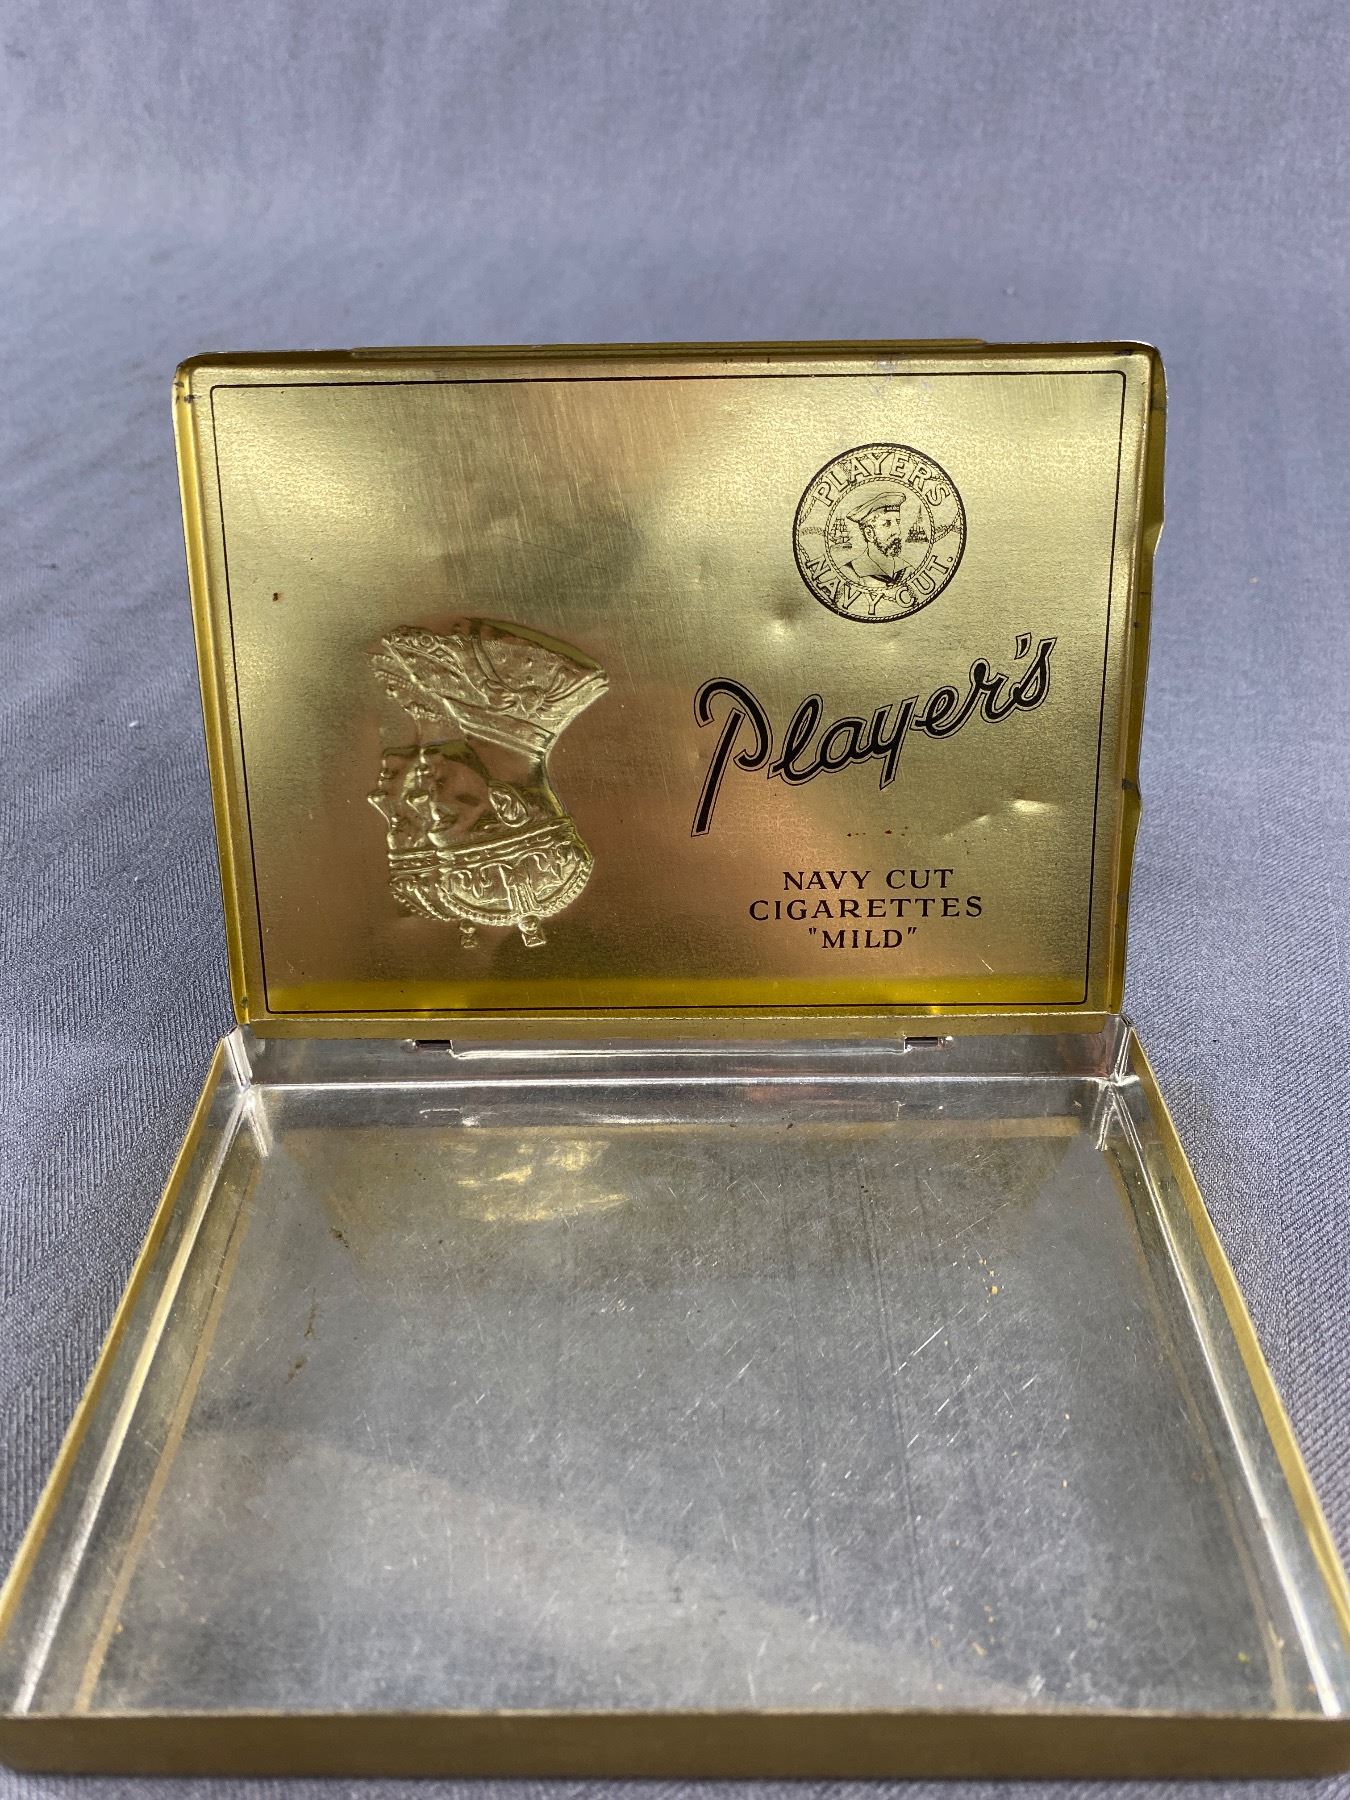 PLAYER'S
NAVY CUT.
Player's
NAVY CUT
CIGARETTES
"MILD"